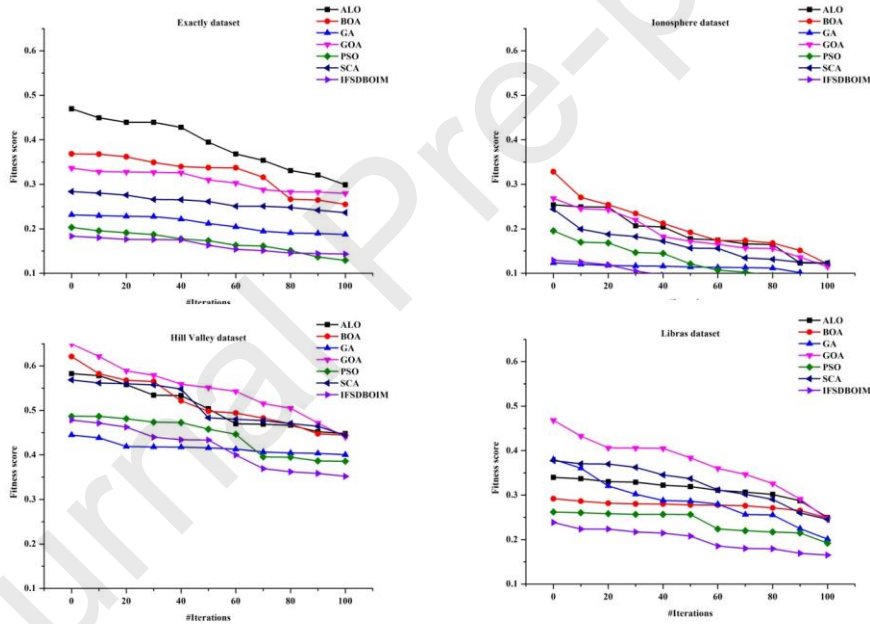 Exactly dataset
ALO
BOA
GA
GOA
PSO
SCA
IFSDBOIM
Fitness score
0.6
0.5
0.4
0.3
0.2
0.1
0 20 40 60 80 100
#Iterations
Ionosphere dataset
ALO
BOA
GA
GOA
PSO
SCA
IFSDBOIM
Fitness score
0.6
0.5
0.4
0.3
0.2
0.1
0 20 40 60 80 100
Hill Valley dataset
ALO
BOA
GA
GOA
PSO
SCA
IFSDBOIM
Fitness score
0.6
0.5
0.4
0.3
0.2
0.1
0 20 40 60 80 100
#Iterations
Libras dataset
ALO
BOA
GA
GOA
PSO
SCA
IFSDBOIM
Fitness score
0.6
0.5
0.4
0.3
0.2
0.1
0 20 40 60 80 100
#Iterations
urnal Pre-p